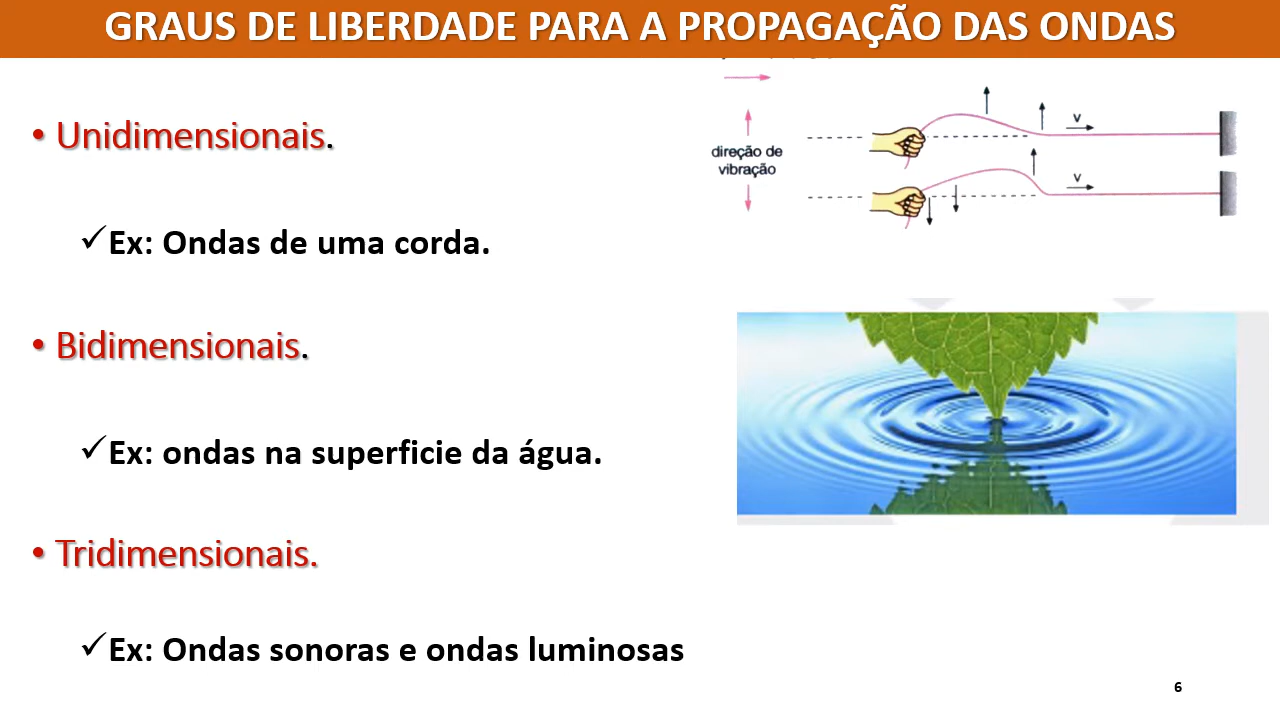 GRAUS DE LIBERDADE PARA A PROPAGAÇÃO DAS ONDAS
• Unidimensionais.
✓Ex: Ondas de uma corda.
direção de
vibração
v
v
• Bidimensionais.
✓Ex: ondas na superficie da água.
• Tridimensionais.
✓Ex: Ondas sonoras e ondas luminosas
6